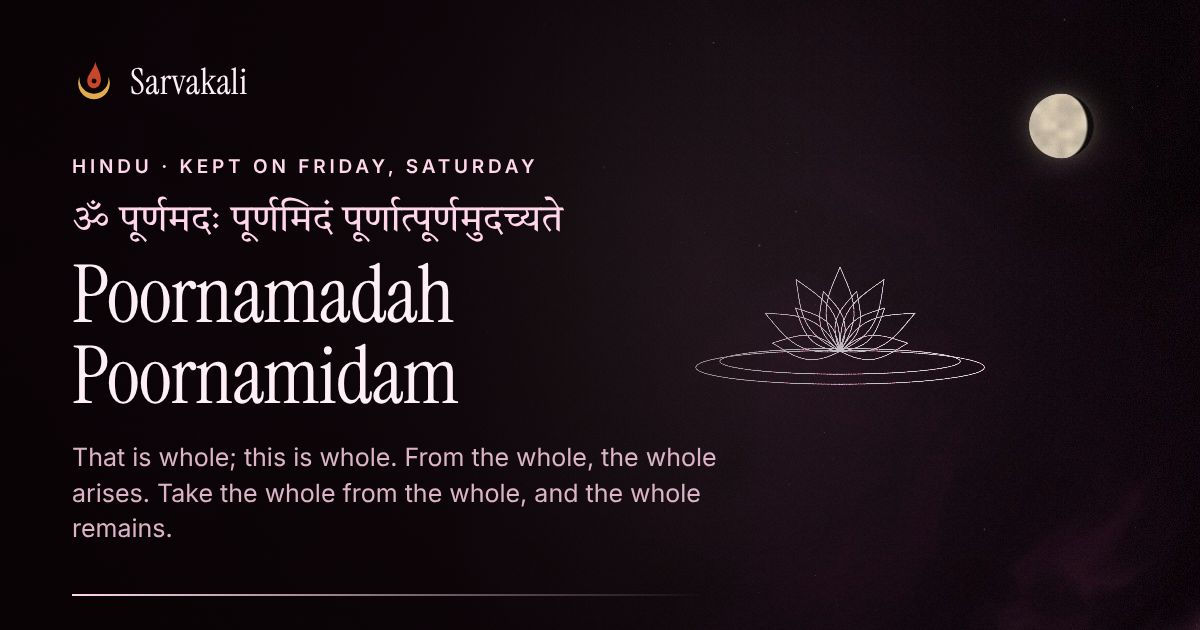 Sarvakali
HINDU · KEPT ON FRIDAY, SATURDAY
ॐ पूर्णमदः पूर्णमिदं पूर्णात्पूर्णमुदच्यते
Poornamadah
Poornamidam
That is whole; this is whole. From the whole, the whole
arises. Take the whole from the whole, and the whole
remains.